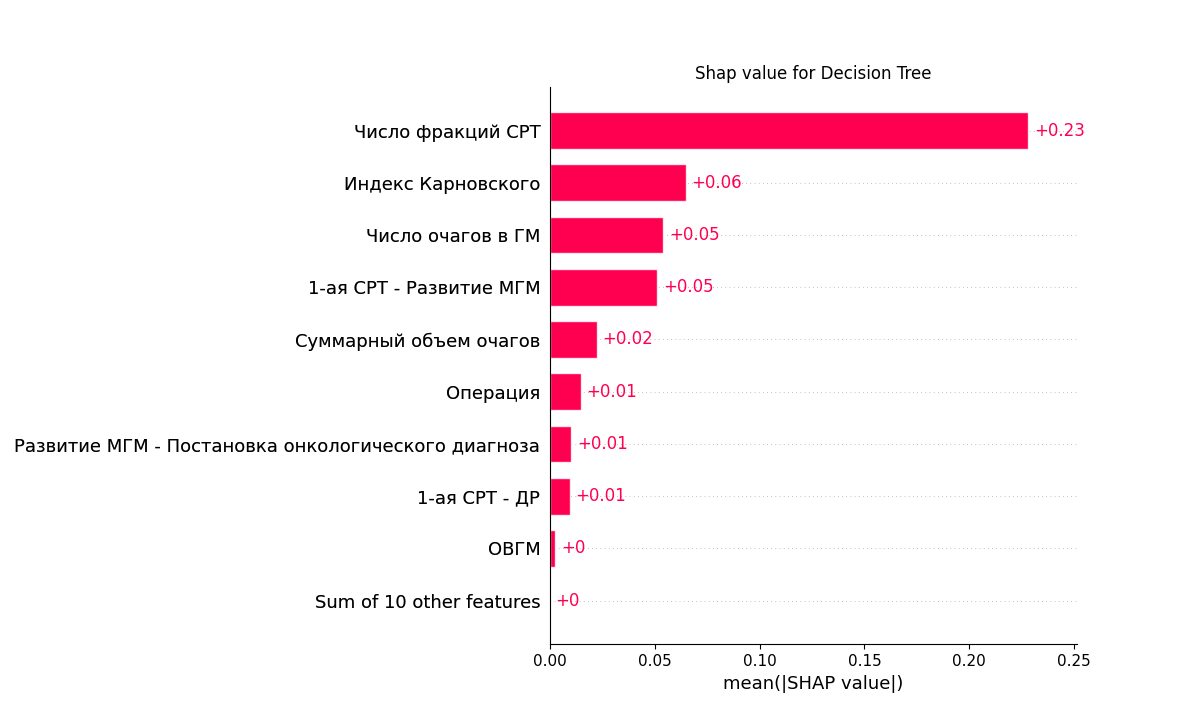 Shap value for Decision Tree
Число фракций СРТ
+0.23
Индекс Карновского
+0.06
Число очагов в ГМ
+0.05
1-ая СРТ - Развитие МГМ
+0.05
Суммарный объем очагов
+0.02
Операция
+0.01
Развитие МГМ - Постановка онкологического диагноза
+0.01
1-ая СРТ - ДР
+0.01
ОВГМ
+0
Sum of 10 other features
+0
0.00 0.05 0.10 0.15 0.20 0.25
mean(|SHAP value|)